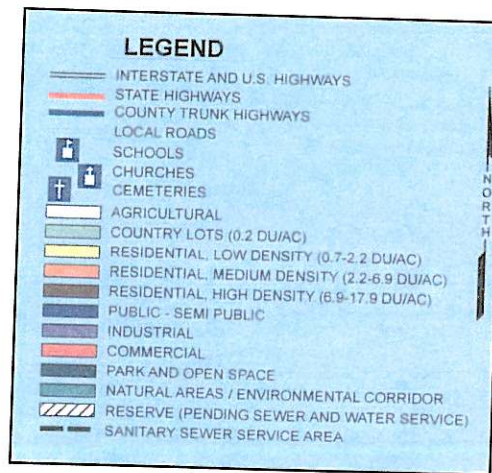 LEGEND
INTERSTATE AND U.S. HIGHWAYS
STATE HIGHWAYS
COUNTY TRUNK HIGHWAYS
LOCAL ROADS
SCHOOLS
CHURCHES
CEMETERIES
AGRICULTURAL
COUNTRY LOTS (0.2 DU/AC)
RESIDENTIAL, LOW DENSITY (0.7-2.2 DU/AC)
RESIDENTIAL, MEDIUM DENSITY (2.2-6.9 DU/AC)
RESIDENTIAL, HIGH DENSITY (6.9-17.9 DU/AC)
PUBLIC - SEMI PUBLIC
INDUSTRIAL
COMMERCIAL
PARK AND OPEN SPACE
NATURAL AREAS / ENVIRONMENTAL CORRIDOR
RESERVE (PENDING SEWER AND WATER SERVICE)
SANITARY SEWER SERVICE AREA
NORTH